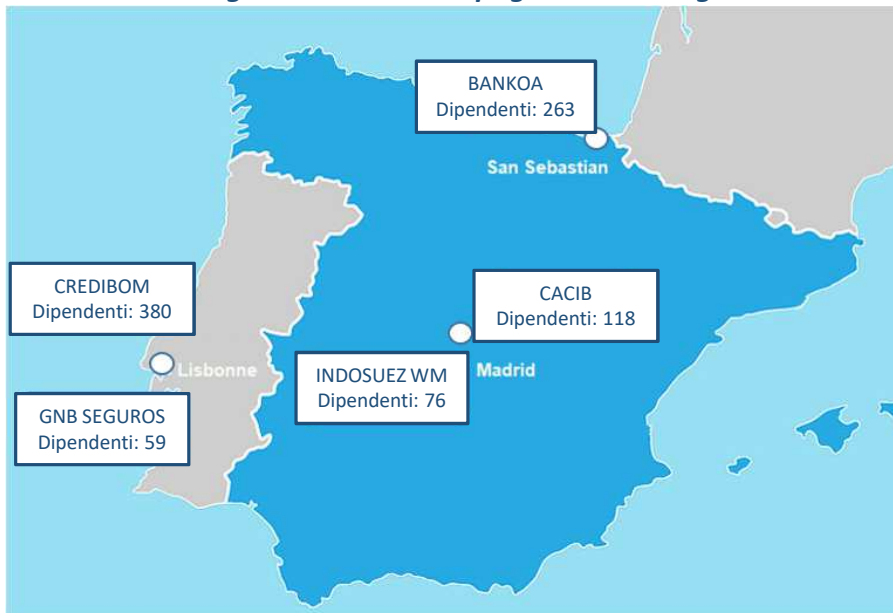 BANKOA
Dipendenti: 263
San Sebastian
CREDIBOM
Dipendenti: 380
CACIB
Dipendenti: 118
Lisbonne
INDOSUEZ WM
Dipendenti: 76
Madrid
GNB SEGUROS
Dipendenti: 59